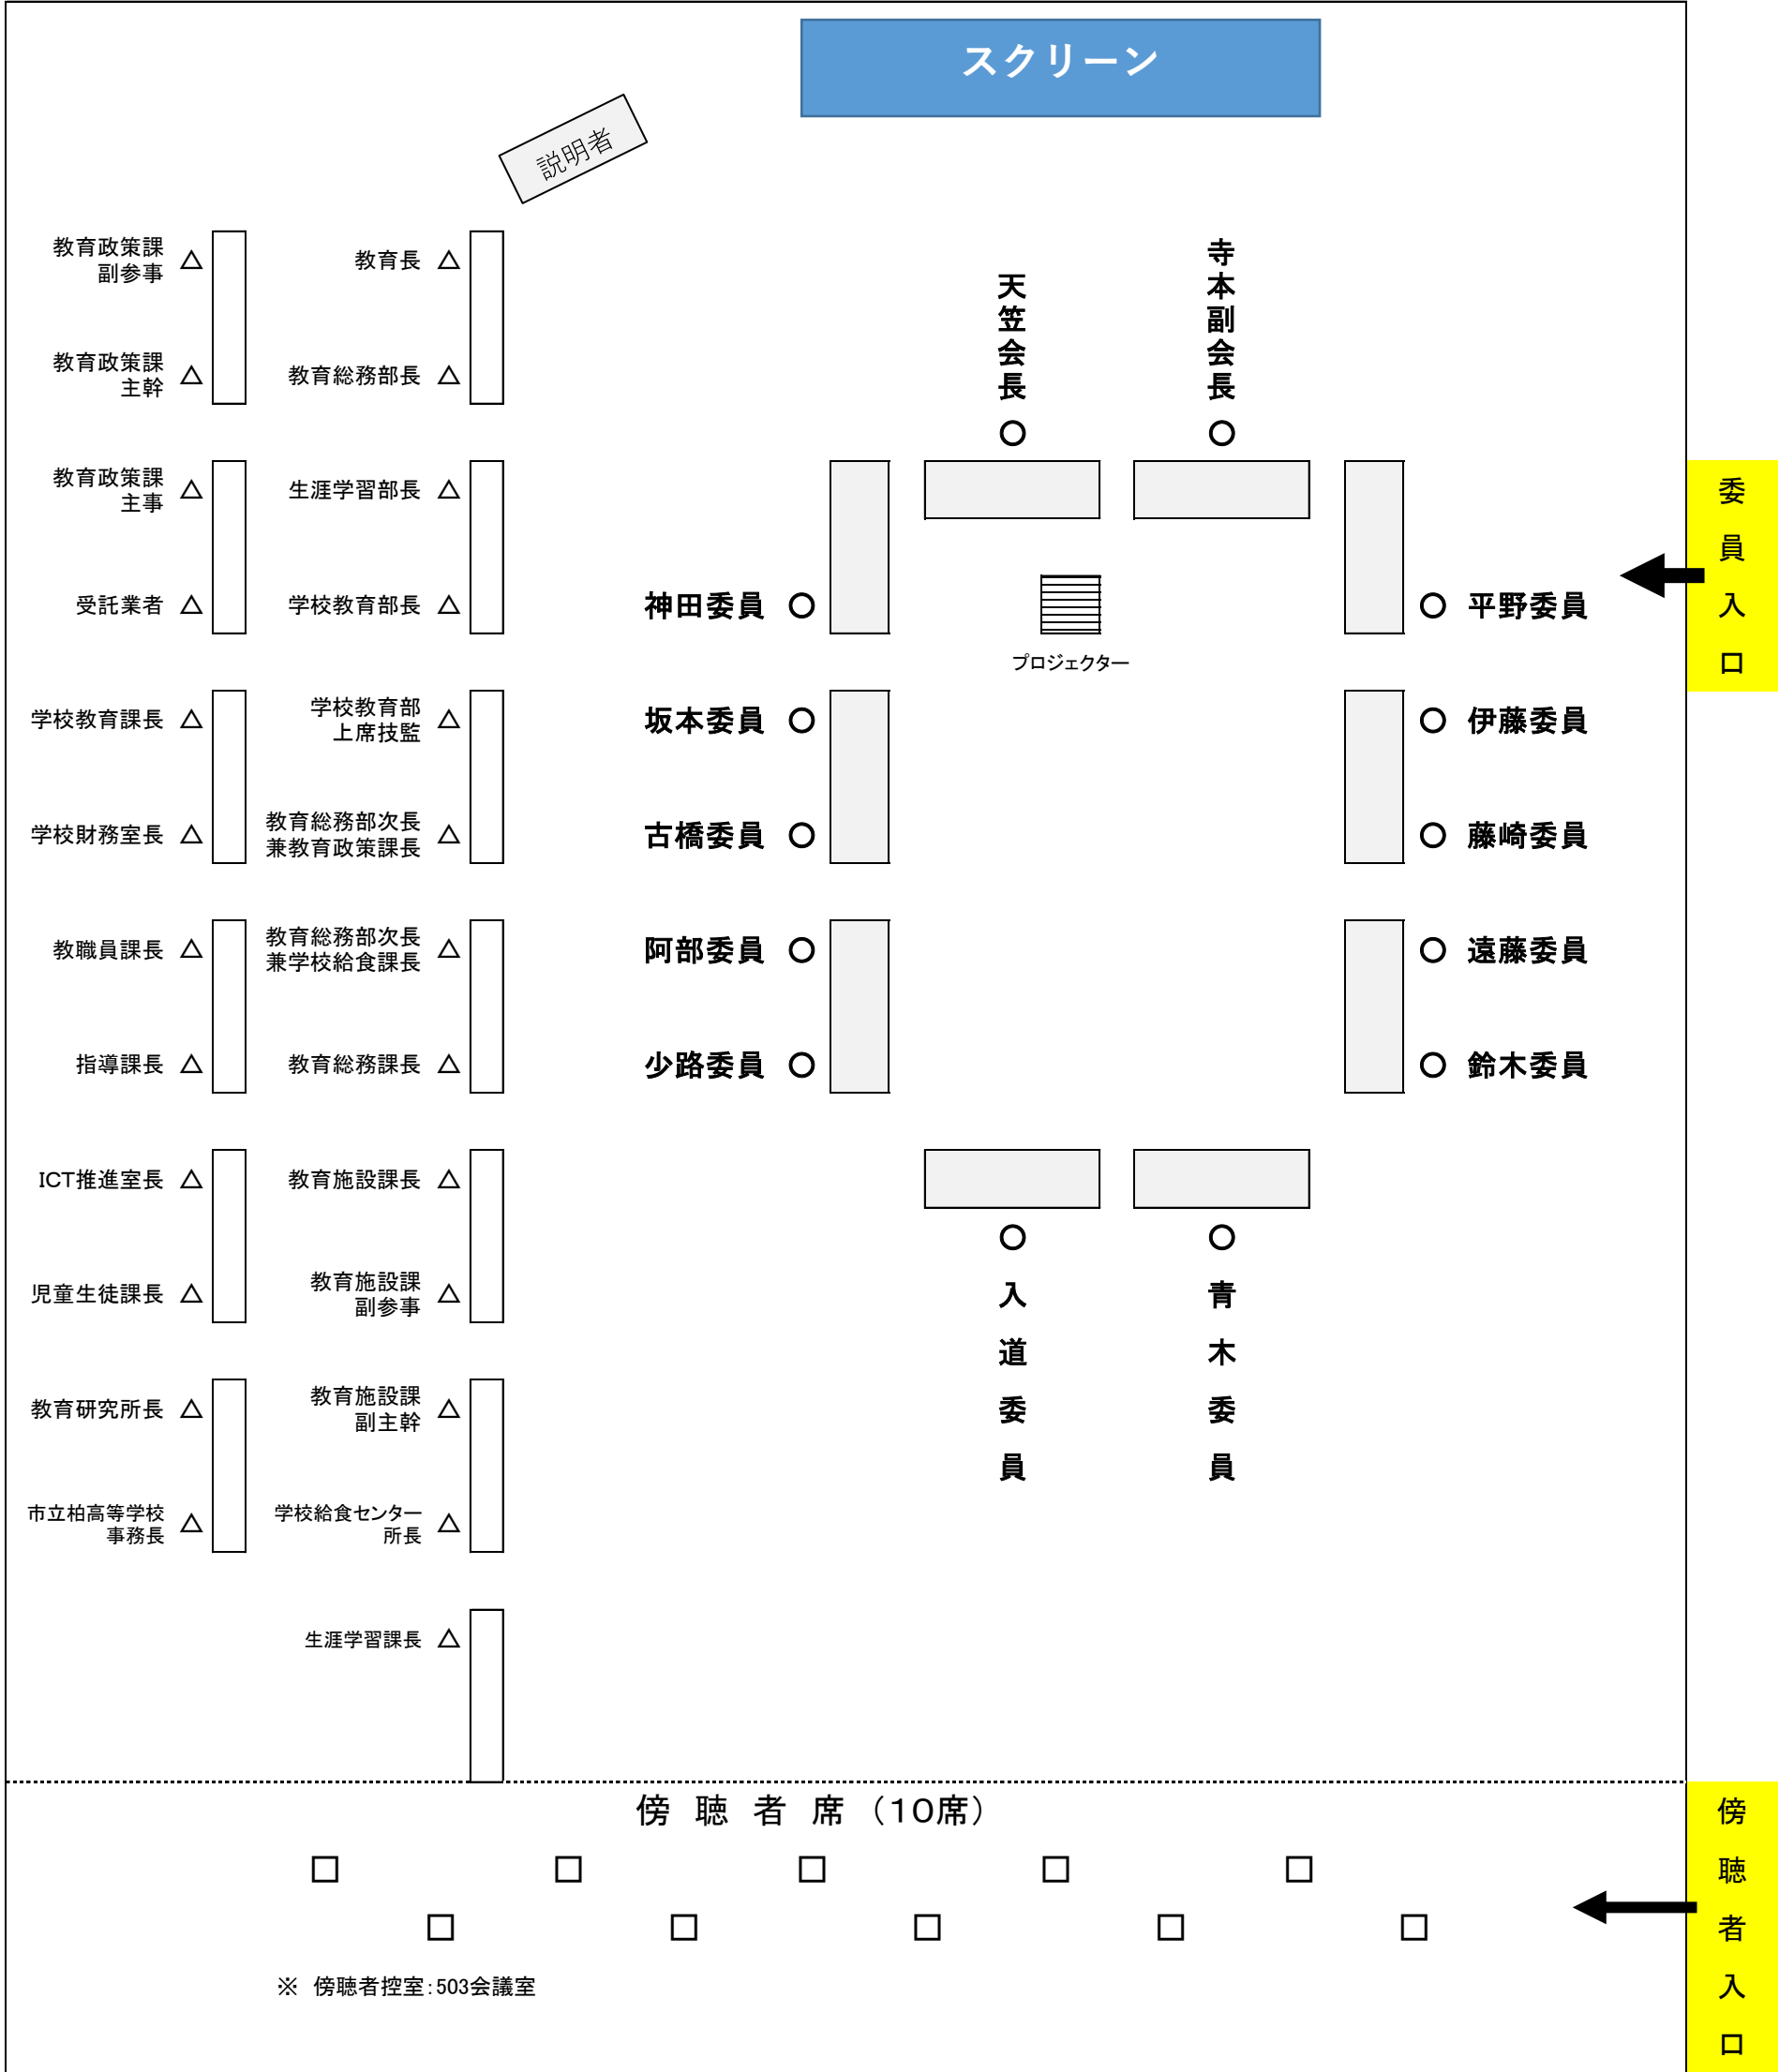 スクリーン
説明者
教育政策課
副参事
△
教育長
△
教育政策課
主幹
△
教育総務部長
△
天笠会長
○
寺本副会長
○
教育政策課
主事
△
生涯学習部長
△
受託業者
△
学校教育部長
△
神田委員
○
○
平野委員
プロジェクター
委員入口
学校教育課長
△
学校教育部
上席技監
△
坂本委員
○
○
伊藤委員
学校財務室長
△
教育総務部次長
兼教育政策課長
△
古橋委員
○
○
藤崎委員
教職員課長
△
教育総務部次長
兼学校給食課長
△
阿部委員
○
○
遠藤委員
指導課長
△
教育総務課長
△
少路委員
○
○
鈴木委員
ICT推進室長
△
教育施設課長
△
○
入道委員
○
青木委員
児童生徒課長
△
教育施設課
副参事
△
教育研究所長
△
教育施設課
副主幹
△
市立柏高等学校
事務長
△
学校給食センター
所長
△
生涯学習課長
△
傍　聴　者　席　（10席）
□　□　□　□　□
□　□　□　□　□
※　傍聴者控室：503会議室
傍聴者入口